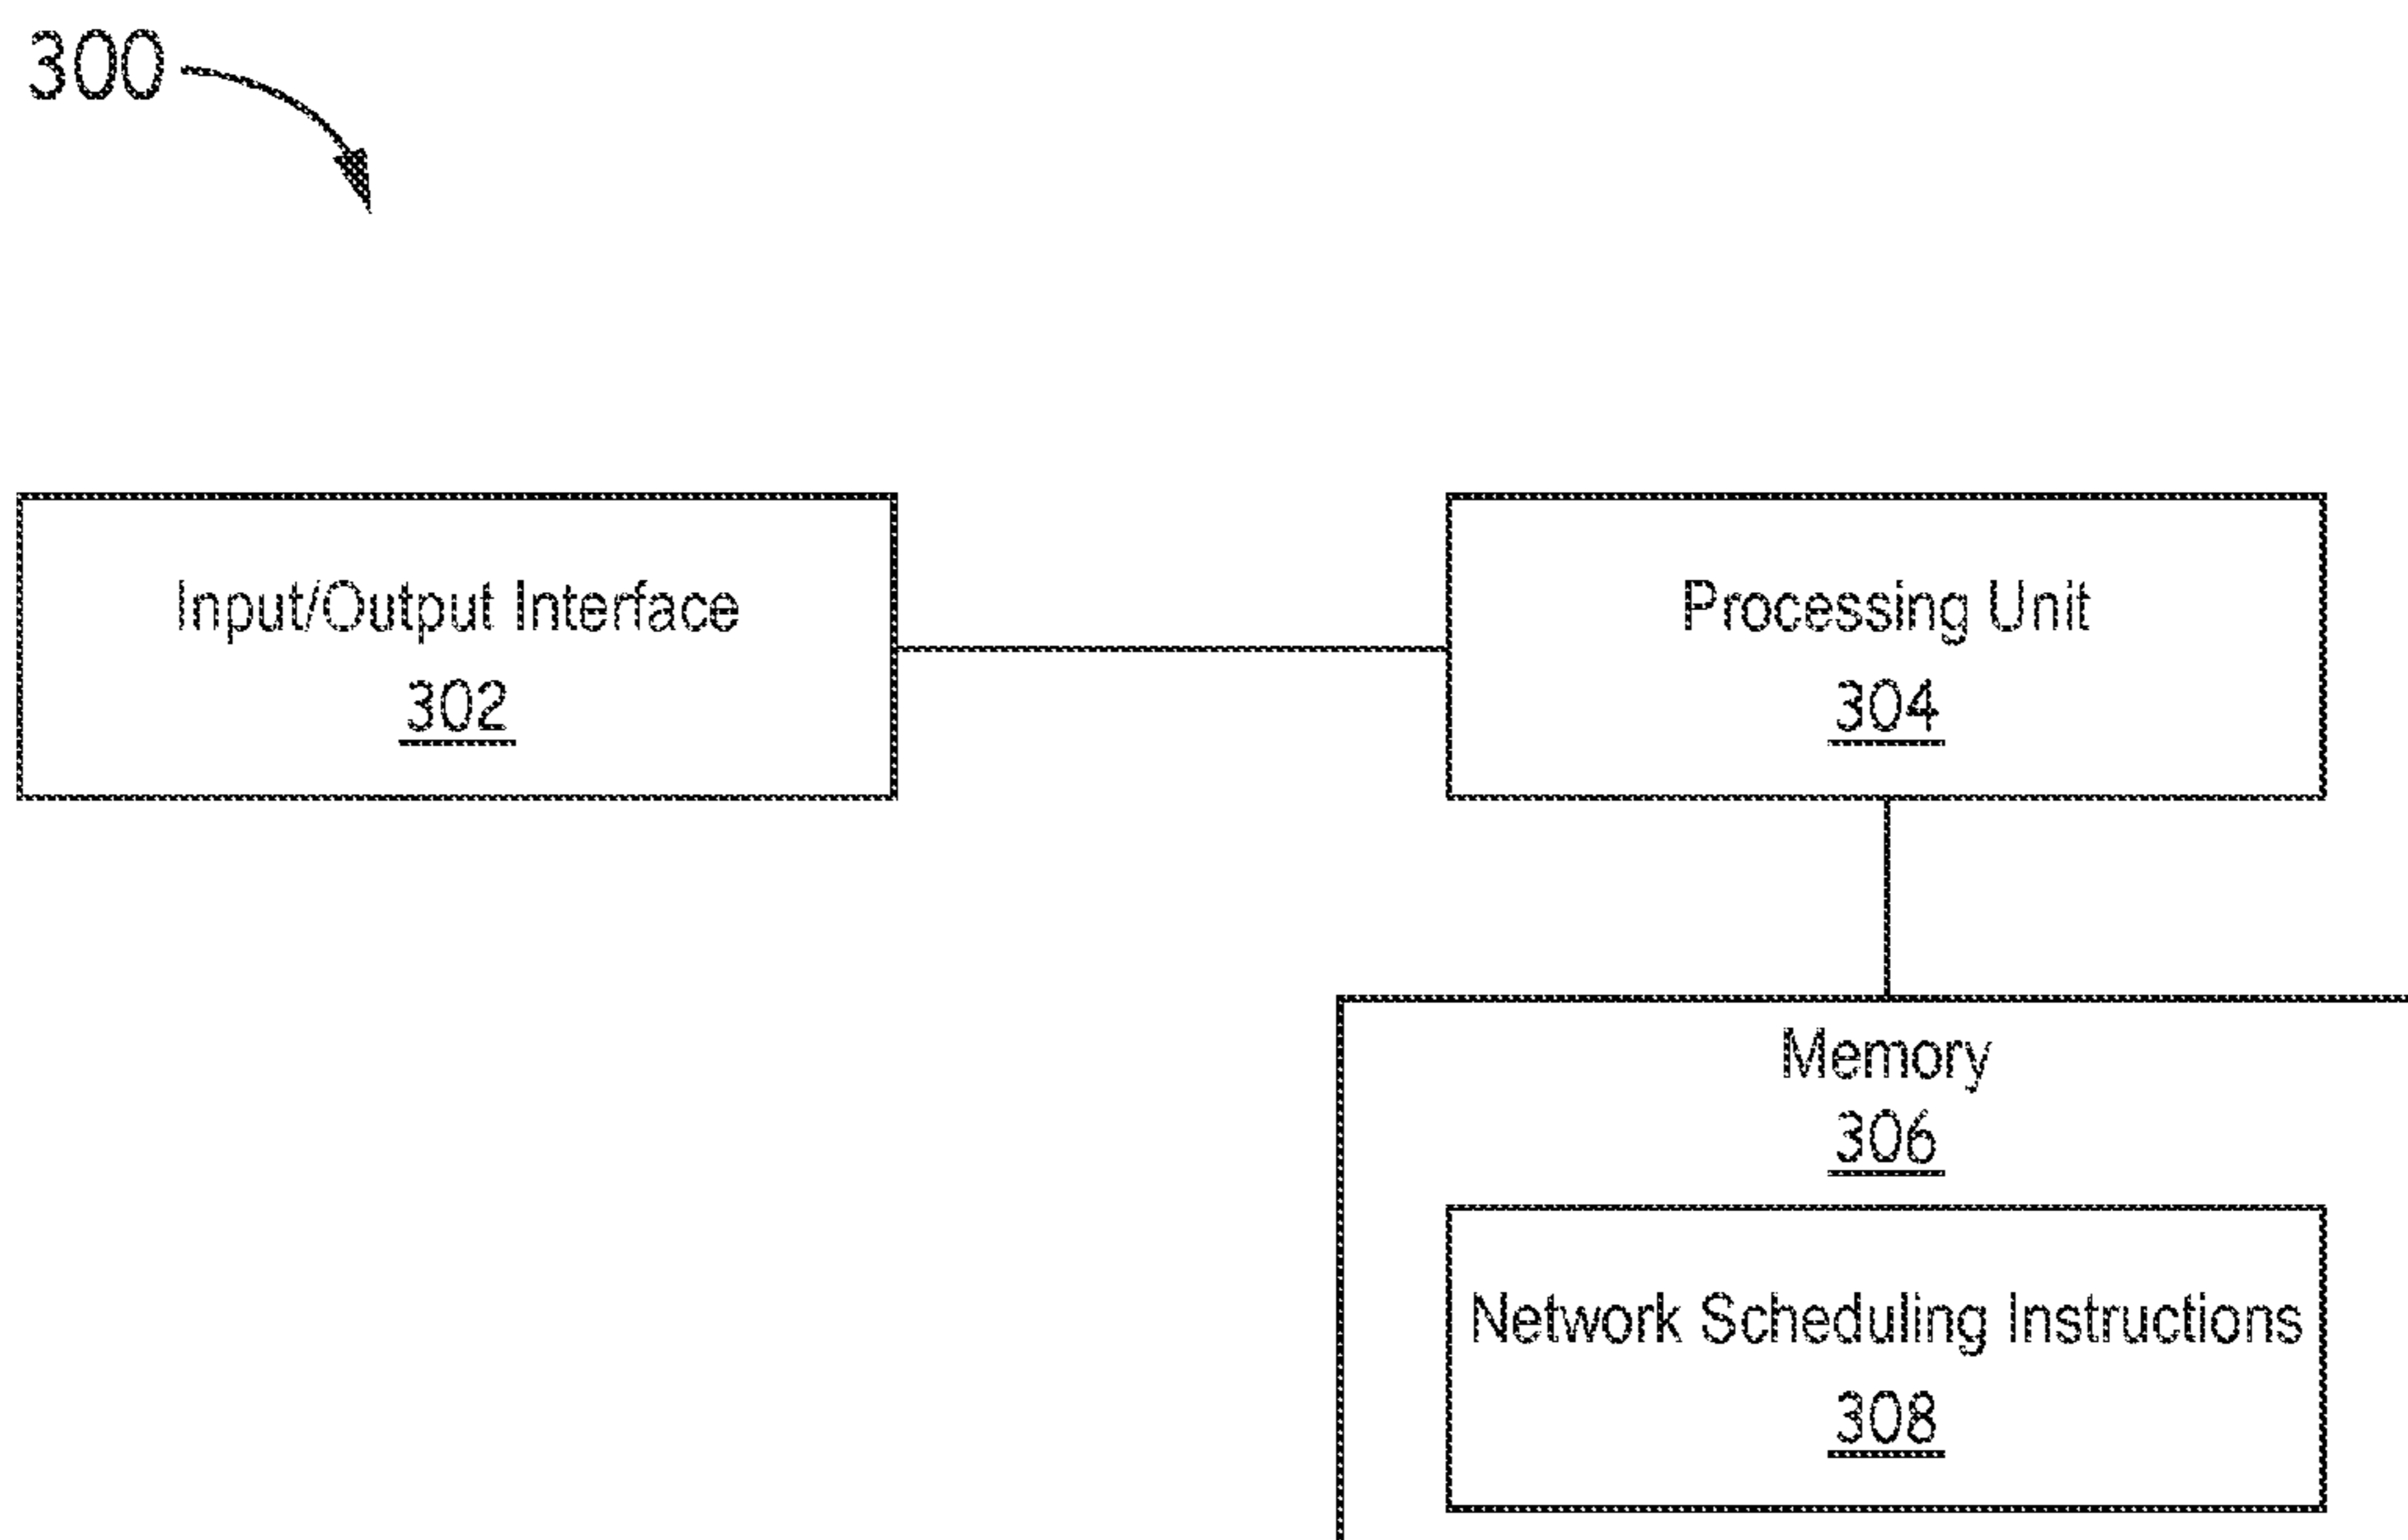 300
Input/Output Interface
302
Processing Unit
304
Memory
306
Network Scheduling Instructions
308